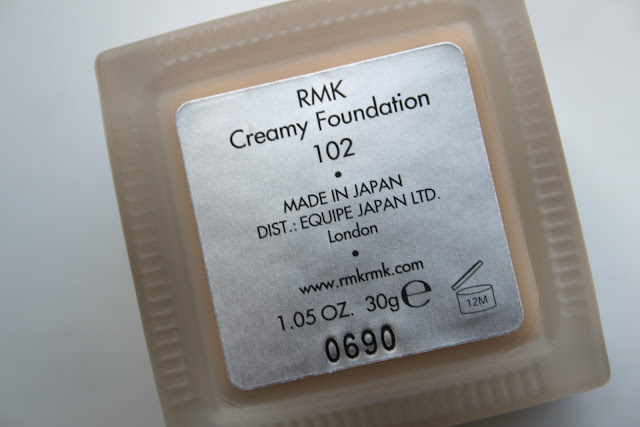 RMK
Creamy Foundation
102
•
MADE IN JAPAN
DIST.: EQUIPE JAPAN LTD.
London
•
www.rmkrmk.com
1.05 OZ. 30g℮
12M
0690